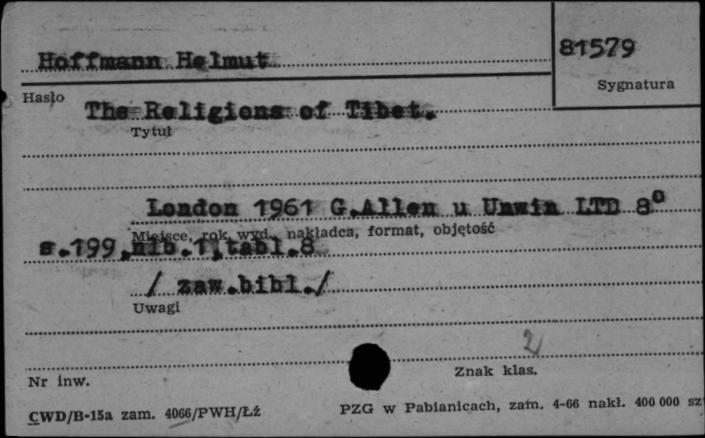 Hoffmann Helmut
81579
Sygnatura
Hasło
The Religions of Tibet.
Tytuł
London 1961 G.Allen u Unwin LTD 8°
Miejsce, rok wyd., nakładca, format, objętość
s.199,nlb.1,tabl.8
/ zaw.bibl./
Uwagi
2
Nr inw.
Znak klas.
CWD/B-15a zam. 4066/PWH/Łż
PZG w Pabianicach, zam. 4-66 nakł. 400 000 sz